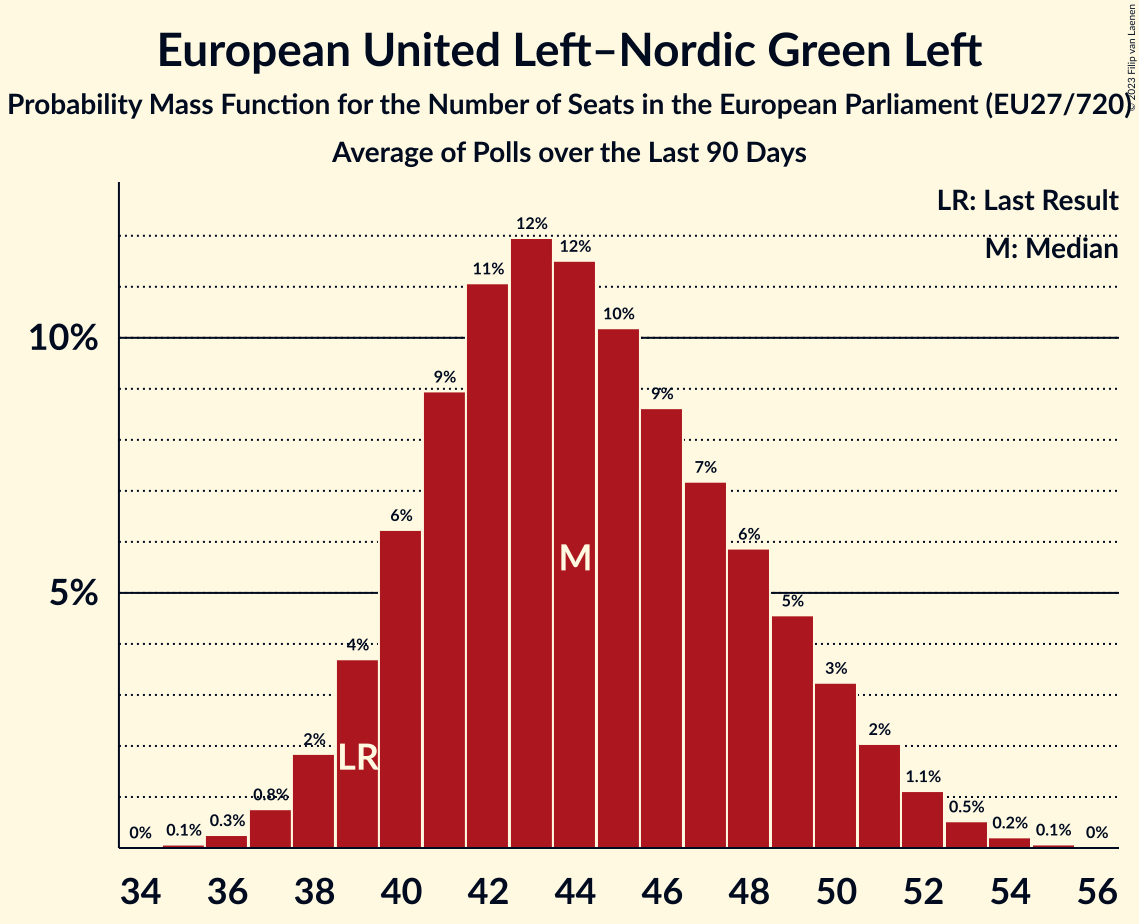 European United Left–Nordic Green Left
Probability Mass Function for the Number of Seats in the European Parliament (EU27/720)
Average of Polls over the Last 90 Days
© 2023 Filip van Laenen
LR: Last Result
M: Median
10%
5%
0%
0.1%
0.3%
0.8%
2%
4%
6%
9%
11%
12%
12%
10%
9%
7%
6%
5%
3%
2%
1.1%
0.5%
0.2%
0.1%
0%
LR
M
34 36 38 40 42 44 46 48 50 52 54 56